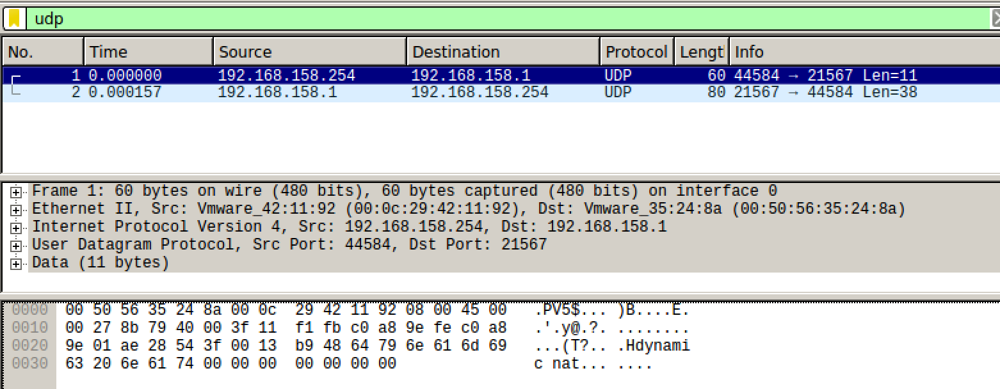 udp
No. Time Source Destination Protocol Lengt Info
1 0.000000 192.168.158.254 192.168.158.1 UDP 60 44584 → 21567 Len=11
2 0.000157 192.168.158.1 192.168.158.254 UDP 80 21567 → 44584 Len=38
Frame 1: 60 bytes on wire (480 bits), 60 bytes captured (480 bits) on interface 0
Ethernet II, Src: Vmware_42:11:92 (00:0c:29:42:11:92), Dst: Vmware_35:24:8a (00:50:56:35:24:8a)
Internet Protocol Version 4, Src: 192.168.158.254, Dst: 192.168.158.1
User Datagram Protocol, Src Port: 44584, Dst Port: 21567
Data (11 bytes)
0000 00 50 56 35 24 8a 00 0c 29 42 11 92 08 00 45 00 .PV5$... )B....E.
0010 00 27 8b 79 40 00 3f 11 f1 fb c0 a8 9e fe c0 a8 .'.y@.?. ........
0020 9e 01 ae 28 54 3f 00 13 b9 48 64 79 6e 61 6d 69 ...(T?.. .Hdynami
0030 63 20 6e 61 74 00 00 00 00 00 00 00 c nat... ....